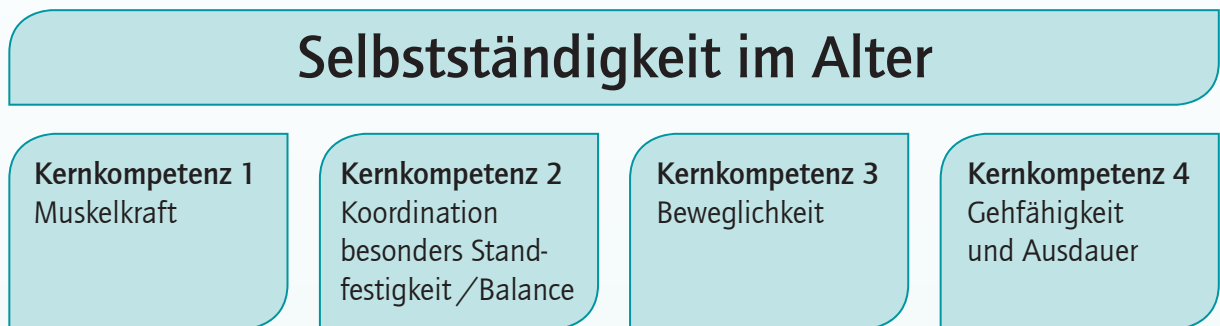 Selbstständigkeit im Alter
Kernkompetenz 1
Muskelkraft
Kernkompetenz 2
Koordination
besonders Stand-
festigkeit /Balance
Kernkompetenz 3
Beweglichkeit
Kernkompetenz 4
Gehfähigkeit
und Ausdauer